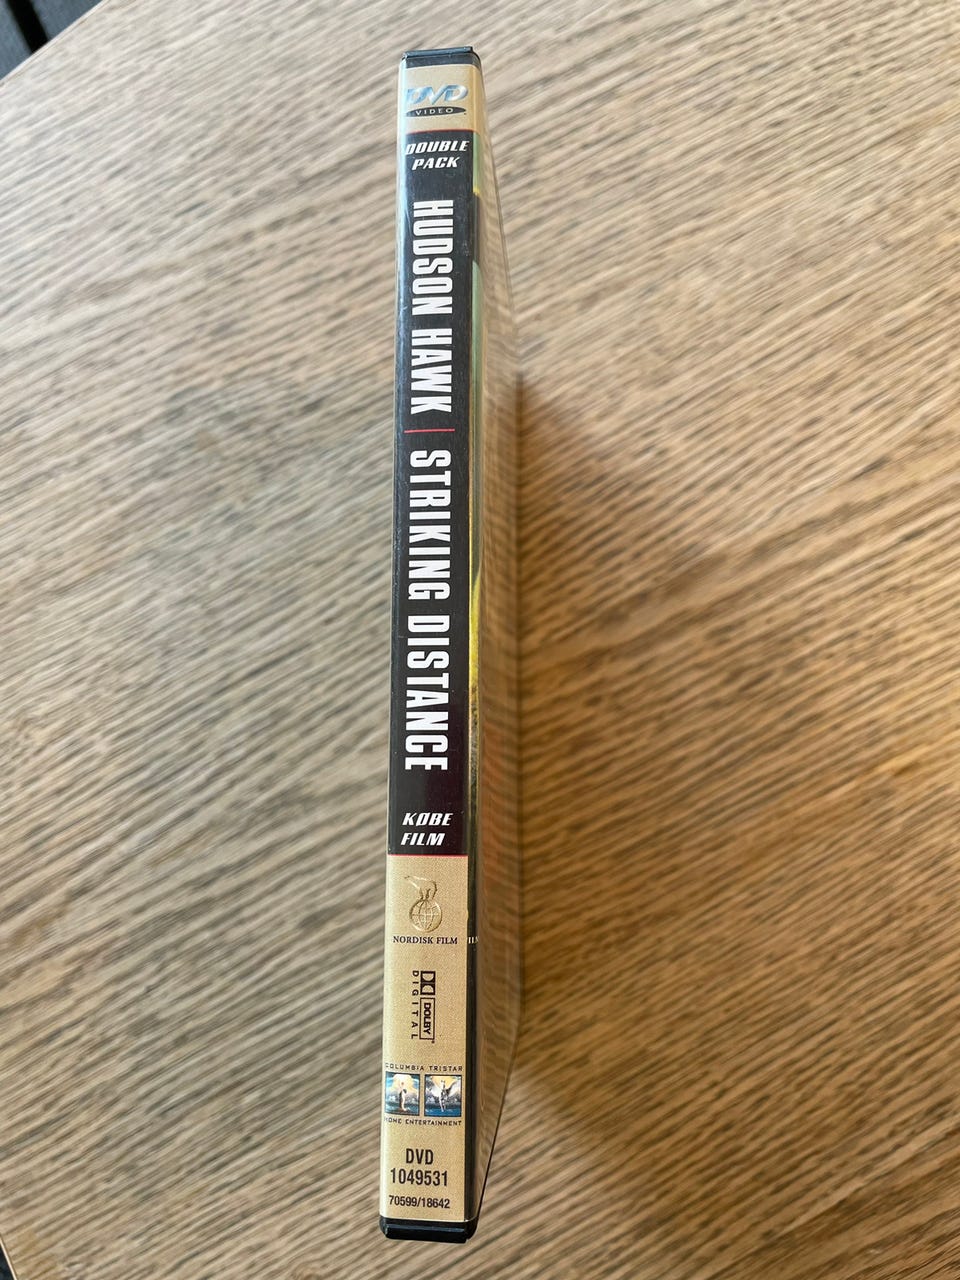 DVD
VIDEO
DOUBLE
PACK
HUDSON HAWK | STRIKING DISTANCE
KØBE
FILM
NORDISK FILM
DOLBY
DIGITAL
COLUMBIA TRISTAR
HOME ENTERTAINMENT
DVD
1049531
70599/18642